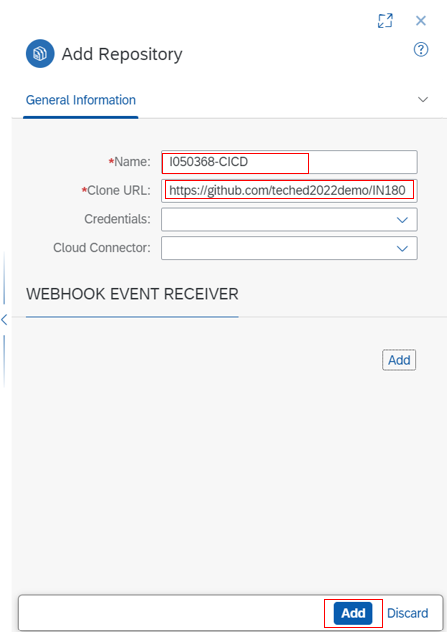 Add Repository
General Information
*Name: I050368-CICD
*Clone URL: https://github.com/teched2022demo/IN180
Credentials:
Cloud Connector:
WEBHOOK EVENT RECEIVER
Add
Add Discard